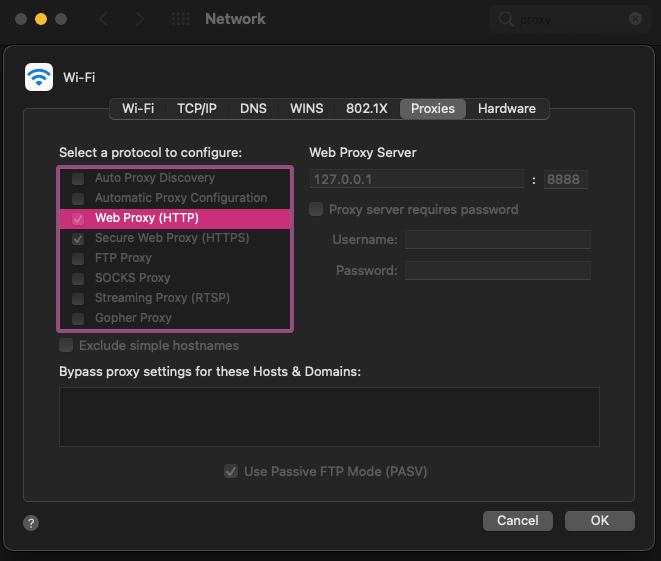 Network
proxy
Wi-Fi
Wi-Fi TCP/IP DNS WINS 802.1X Proxies Hardware
Select a protocol to configure:
Auto Proxy Discovery
Automatic Proxy Configuration
Web Proxy (HTTP)
Secure Web Proxy (HTTPS)
FTP Proxy
SOCKS Proxy
Streaming Proxy (RTSP)
Gopher Proxy
Exclude simple hostnames
Web Proxy Server
127.0.0.1 : 8888
Proxy server requires password
Username:
Password:
Bypass proxy settings for these Hosts & Domains:
Use Passive FTP Mode (PASV)
? Cancel OK